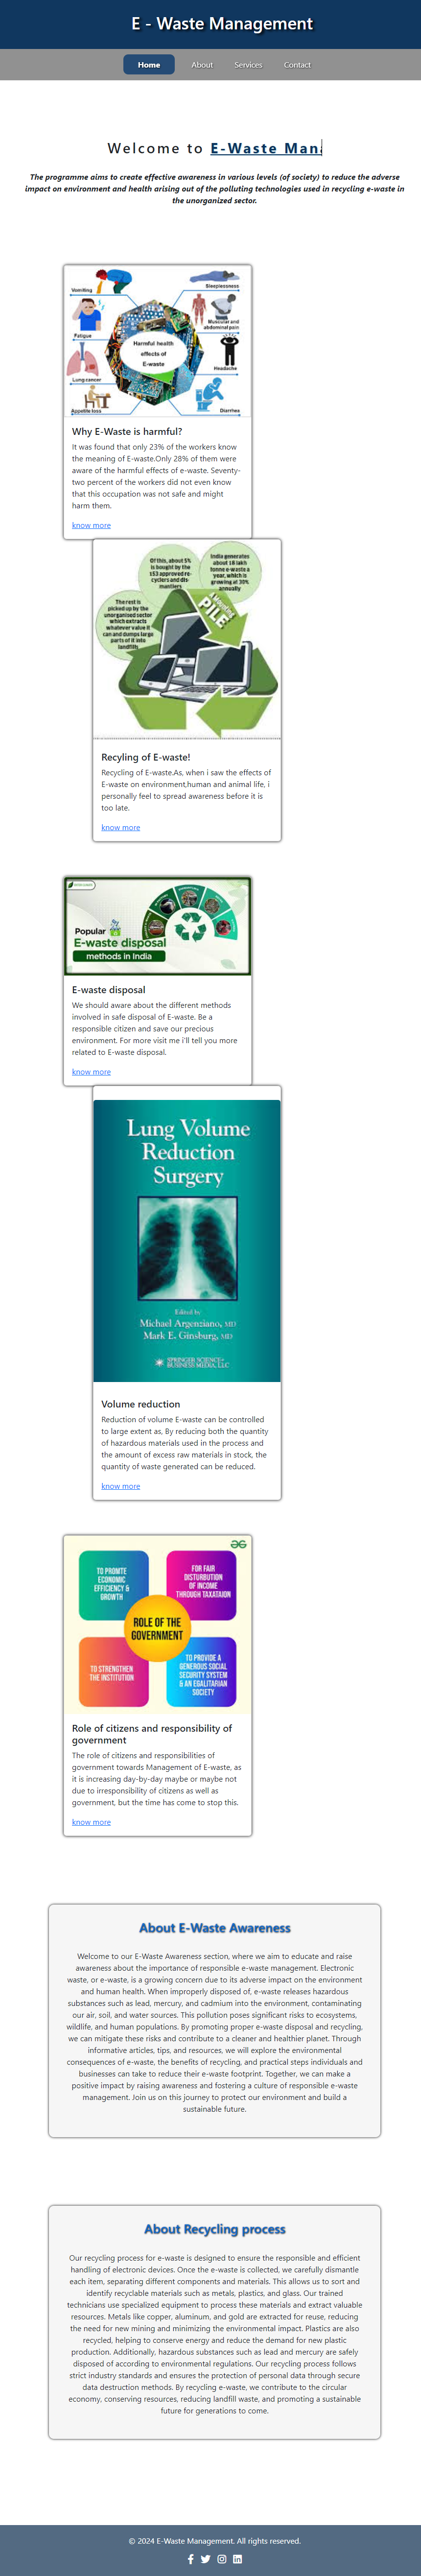 E - Waste Management
Home About Services Contact
Welcome to E-Waste Man
The programme aims to create effective awareness in various levels (of society) to reduce the adverse
impact on environment and health arising out of the polluting technologies used in recycling e-waste in
the unorganized sector.
Vomiting
Sleeplessness
Fatigue
Harmful health
effects of
E-waste
Muscular and
abdominal pain
Headache
Lung cancer
Appetite loss
Diarrhea
Why E-Waste is harmful?
It was found that only 23% of the workers know
the meaning of E-waste.Only 28% of them were
aware of the harmful effects of e-waste. Seventy-
two percent of the workers did not even know
that this occupation was not safe and might
harm them.
know more
Of this, about 5%
is bought by the
153 approved re-
cyclers and dis-
mantlers
India generates
about 18 lakh
tonne e-waste a
year, which is
growing at 30%
annually
The rest is
picked up by the
unorganised sector
which extracts
whatever value it
can and dumps large
parts of it into
landfills
PILE
Recyling of E-waste!
Recycling of E-waste.As, when i saw the effects of
E-waste on environment,human and animal life, i
personally feel to spread awareness before it is
too late.
know more
Popular
E-waste disposal
methods in India
E-waste disposal
We should aware about the different methods
involved in safe disposal of E-waste. Be a
responsible citizen and save our precious
environment. For more visit me i'll tell you more
related to E-waste disposal.
know more
Lung Volume
Reduction
Surgery
Edited by
Michael Argenziano, MD
Mark E. Ginsburg, MD
SPRINGER SCIENCE+
BUSINESS MEDIA, LLC
Volume reduction
Reduction of volume E-waste can be controlled
to large extent as, By reducing both the quantity
of hazardous materials used in the process and
the amount of excess raw materials in stock, the
quantity of waste generated can be reduced.
know more
TO PROMTE
ECONOMIC
EFFICIENCY &
GROWTH
FOR FAIR
DISTURBUTION
OF INCOME
THROUGH TAXATAION
ROLE OF THE
GOVERNMENT
TO STRENGTHEN
THE INSTITUTION
TO PROVIDE A
GENEROUS SOCIAL
SECURITY SYSTEM
& AN EGALITARIAN
SOCIETY
Role of citizens and responsibility of
government
The role of citizens and responsibilities of
government towards Management of E-waste, as
it is increasing day-by-day maybe or maybe not
due to irresponsibility of citizens as well as
government, but the time has come to stop this.
know more
About E-Waste Awareness
Welcome to our E-Waste Awareness section, where we aim to educate and raise
awareness about the importance of responsible e-waste management. Electronic
waste, or e-waste, is a growing concern due to its adverse impact on the environment
and human health. When improperly disposed of, e-waste releases hazardous
substances such as lead, mercury, and cadmium into the environment, contaminating
our air, soil, and water sources. This pollution poses significant risks to ecosystems,
wildlife, and human populations. By promoting proper e-waste disposal and recycling,
we can mitigate these risks and contribute to a cleaner and healthier planet. Through
informative articles, tips, and resources, we will explore the environmental
consequences of e-waste, the benefits of recycling, and practical steps individuals and
businesses can take to reduce their e-waste footprint. Together, we can make a
positive impact by raising awareness and fostering a culture of responsible e-waste
management. Join us on this journey to protect our environment and build a
sustainable future.
About Recycling process
Our recycling process for e-waste is designed to ensure the responsible and efficient
handling of electronic devices. Once the e-waste is collected, we carefully dismantle
each item, separating different components and materials. This allows us to sort and
identify recyclable materials such as metals, plastics, and glass. Our trained
technicians use specialized equipment to process these materials and extract valuable
resources. Metals like copper, aluminum, and gold are extracted for reuse, reducing
the need for new mining and minimizing the environmental impact. Plastics are also
recycled, helping to conserve energy and reduce the demand for new plastic
production. Additionally, hazardous substances such as lead and mercury are safely
disposed of according to environmental regulations. Our recycling process follows
strict industry standards and ensures the protection of personal data through secure
data destruction methods. By recycling e-waste, we contribute to the circular
economy, conserving resources, reducing landfill waste, and promoting a sustainable
future for generations to come.
© 2024 E-Waste Management. All rights reserved.